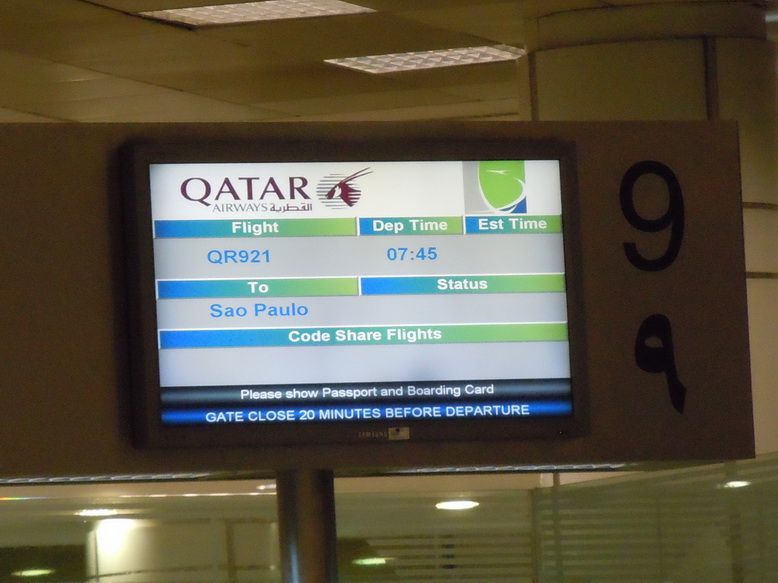 QATAR
AIRWAYS القطرية
Flight Dep Time Est Time
QR921 07:45
To Status
Sao Paulo
Code Share Flights
Please show Passport and Boarding Card
GATE CLOSE 20 MINUTES BEFORE DEPARTURE
SAMSUNG
9
٩